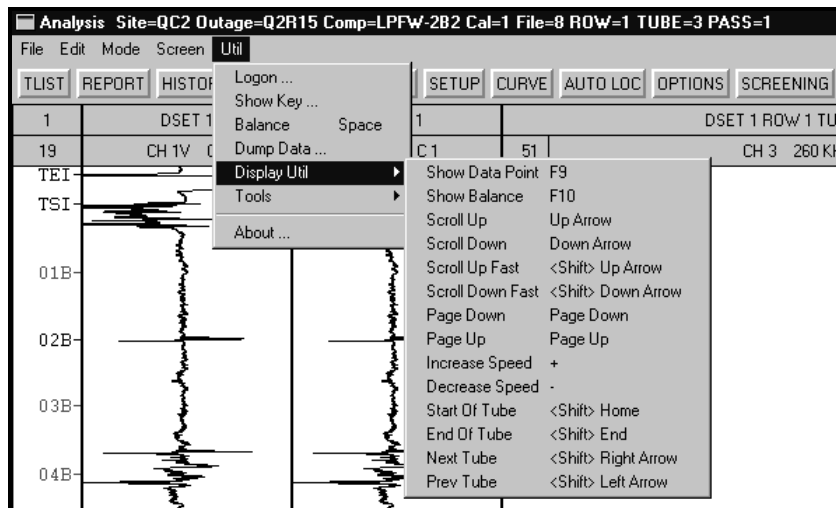 Analysis Site=QC2 Outage=Q2R15 Comp=LPFW-2B2 Cal=1 File=8 ROW=1 TUBE=3 PASS=1
File Edit Mode Screen Util
TLIST REPORT HISTOR SETUP CURVE AUTO LOC OPTIONS SCREENING
1 DSET 1 1 DSET 1 ROW 1 TU
19 CH 1V C 1 51 CH 3 260 K
Logon ...
Show Key ...
Balance Space
Dump Data ...
Display Util
Tools
About ...
Show Data Point F9
Show Balance F10
Scroll Up Up Arrow
Scroll Down Down Arrow
Scroll Up Fast <Shift> Up Arrow
Scroll Down Fast <Shift> Down Arrow
Page Down Page Down
Page Up Page Up
Increase Speed +
Decrease Speed -
Start Of Tube <Shift> Home
End Of Tube <Shift> End
Next Tube <Shift> Right Arrow
Prev Tube <Shift> Left Arrow
TEI
TSI
01B
02B
03B
04B